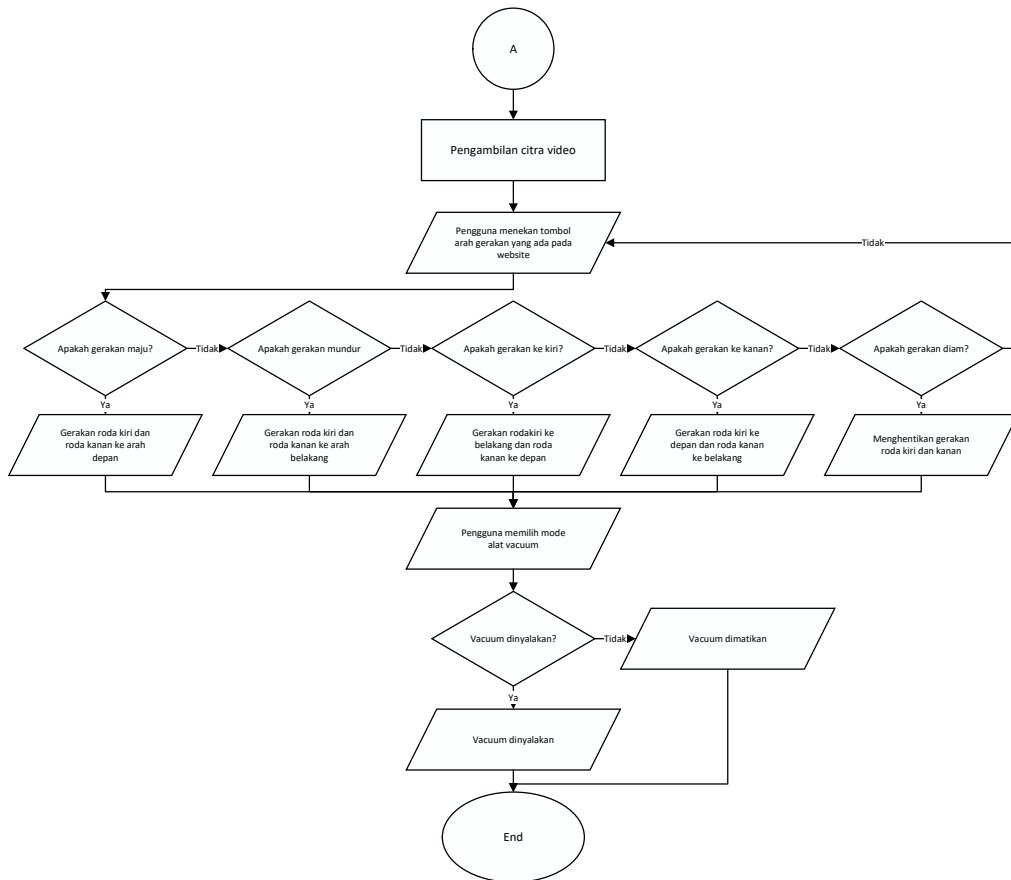 A
Pengambilan citra video
Pengguna menekan tombol
arah gerakan yang ada pada
website
Tidak
Apakah gerakan maju?
Tidak
Apakah gerakan mundur
Tidak
Apakah gerakan ke kiri?
Tidak
Apakah gerakan ke kanan?
Tidak
Apakah gerakan diam?
Ya
Ya
Ya
Ya
Ya
Gerakan roda kiri dan
roda kanan ke arah
depan
Gerakan roda kiri dan
roda kanan ke arah
belakang
Gerakan rodakiri ke
belakang dan roda
kanan ke depan
Gerakan roda kiri ke
depan dan roda kanan
ke belakang
Menghentikan gerakan
roda kiri dan kanan
Pengguna memilih mode
alat vacuum
Vacuum dinyalakan?
Tidak
Vacuum dimatikan
Ya
Vacuum dinyalakan
End